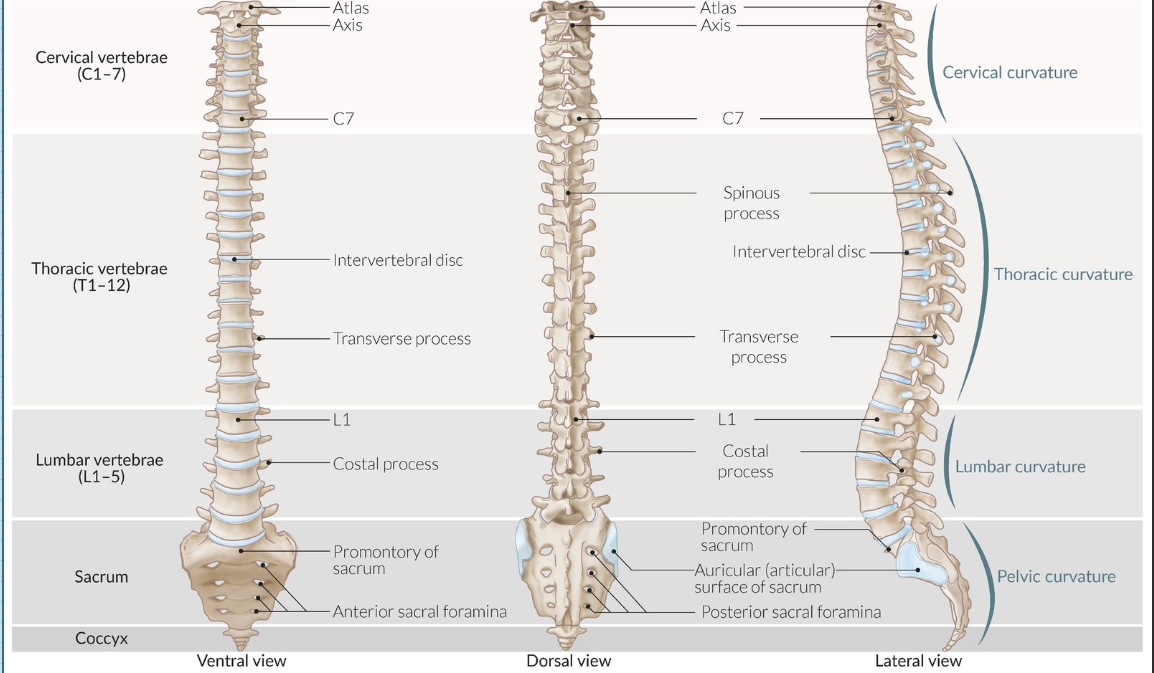 Atlas
Axis
Cervical vertebrae
(C1–7)
C7
Thoracic vertebrae
(T1–12)
Intervertebral disc
Transverse process
L1
Lumbar vertebrae
(L1–5)
Costal process
Sacrum
Promontory of
sacrum
Anterior sacral foramina
Coccyx
Ventral view
Atlas
Axis
C7
Spinous
process
Intervertebral disc
Transverse
process
L1
Costal
process
Promontory of
sacrum
Auricular (articular)
surface of sacrum
Posterior sacral foramina
Dorsal view
Cervical curvature
Thoracic curvature
Lumbar curvature
Pelvic curvature
Lateral view